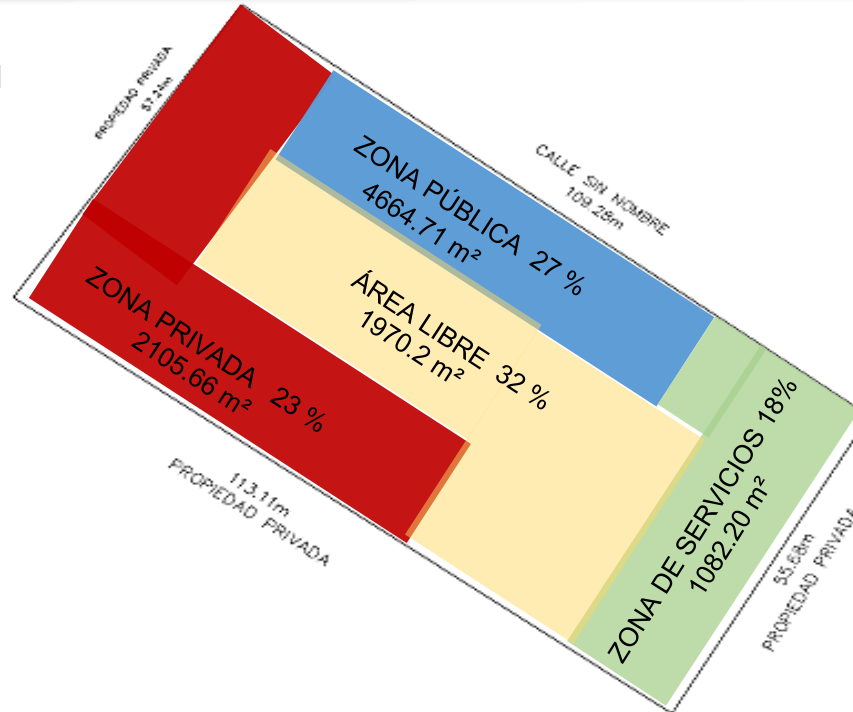 PROPIEDAD PRIVADA
57.24m
CALLE SIN NOMBRE
109.28m
ZONA PÚBLICA 27 %
4664.71 m²
ÁREA LIBRE 32 %
1970.2 m²
ZONA PRIVADA 23 %
2105.66 m²
ZONA DE SERVICIOS 18%
1082.20 m²
113.11m
PROPIEDAD PRIVADA
55.68m
PROPIEDAD PRIVADA